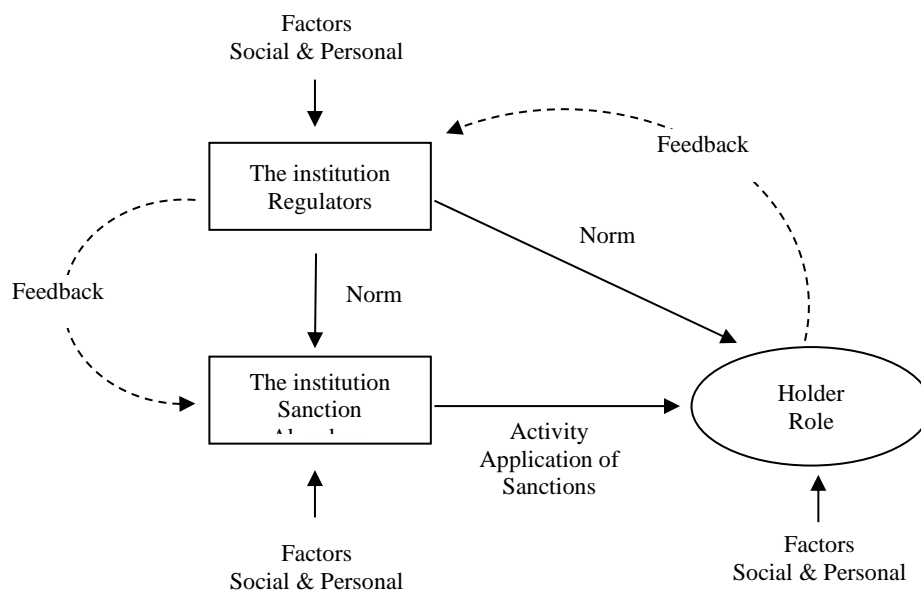 Factors
Social & Personal
Feedback
The institution
Regulators
Norm
Feedback
Norm
The institution
Sanction
Holder
Role
Activity
Application of
Sanctions
Factors
Social & Personal
Factors
Social & Personal